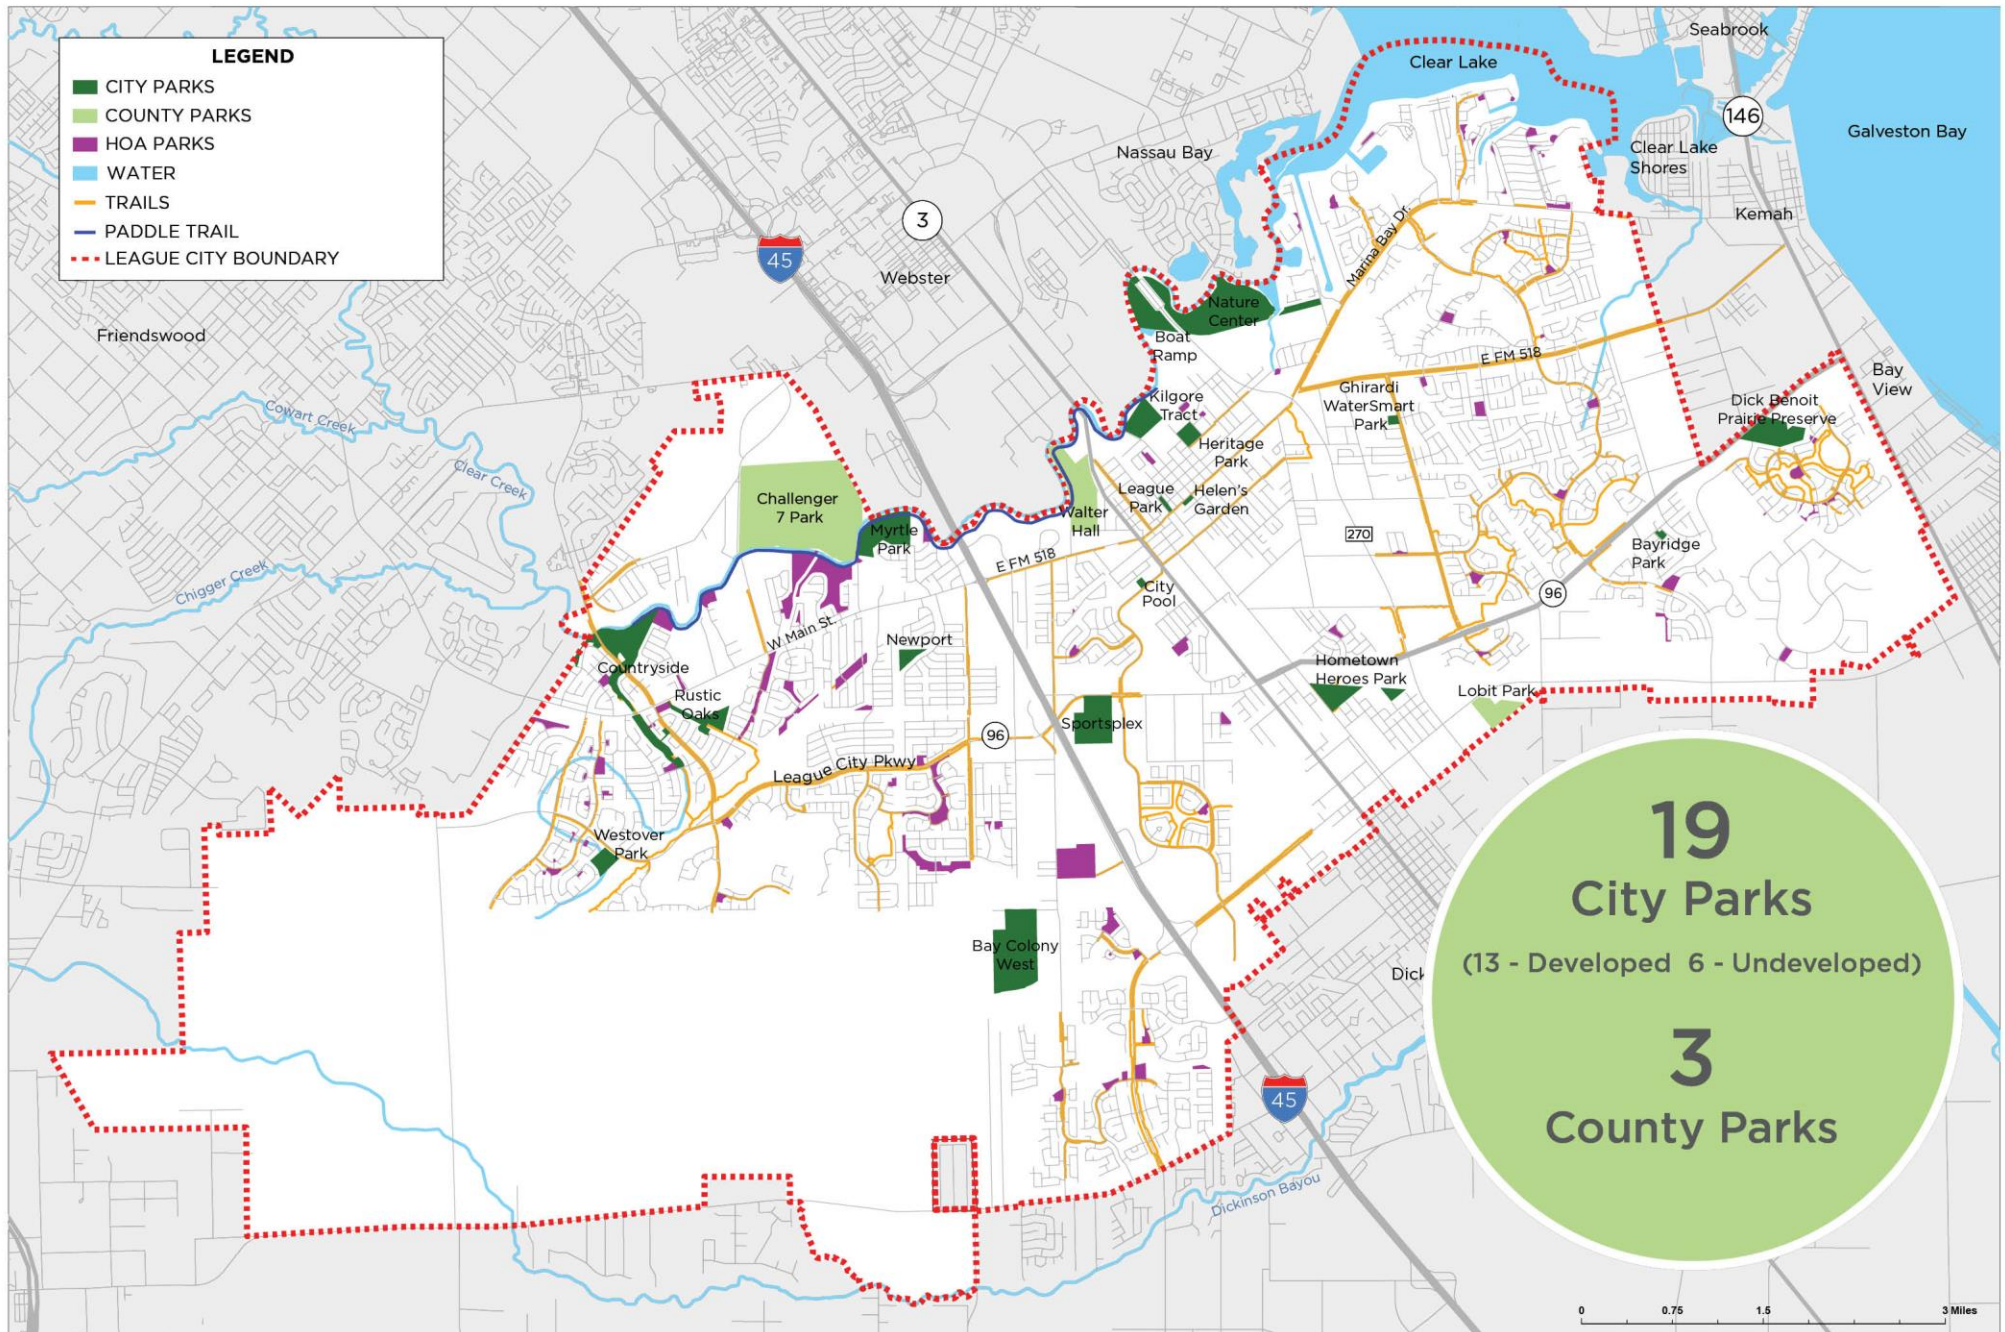 LEGEND
CITY PARKS
COUNTY PARKS
HOA PARKS
WATER
TRAILS
PADDLE TRAIL
LEAGUE CITY BOUNDARY
Seabrook
Clear Lake
146
Galveston Bay
Nassau Bay
Clear Lake
Shores
Kemah
3
45
Webster
Marina Bay Dr.
Nature
Center
Boat
Ramp
Friendswood
E FM 518
Bay
View
Ghirardi
WaterSmart
Park
Dick Benoit
Prairie Preserve
Kilgore
Tract
Cowart Creek
Heritage
Park
Clear Creek
Challenger
7 Park
League
Park
Helen's
Garden
Walter
Hall
Myrtle
Park
270
Bayridge
Park
E FM 518
Chigger Creek
City
Pool
96
W Main St.
Newport
Countryside
Hometown
Heroes Park
Rustic
Oaks
Lobit Park
Sportsplex
96
League City Pkwy
Westover
Park
Bay Colony
West
Dick
19
City Parks
(13 - Developed 6 - Undeveloped)
3
County Parks
45
Dickinson Bayou
0 0.75 1.5 3 Miles